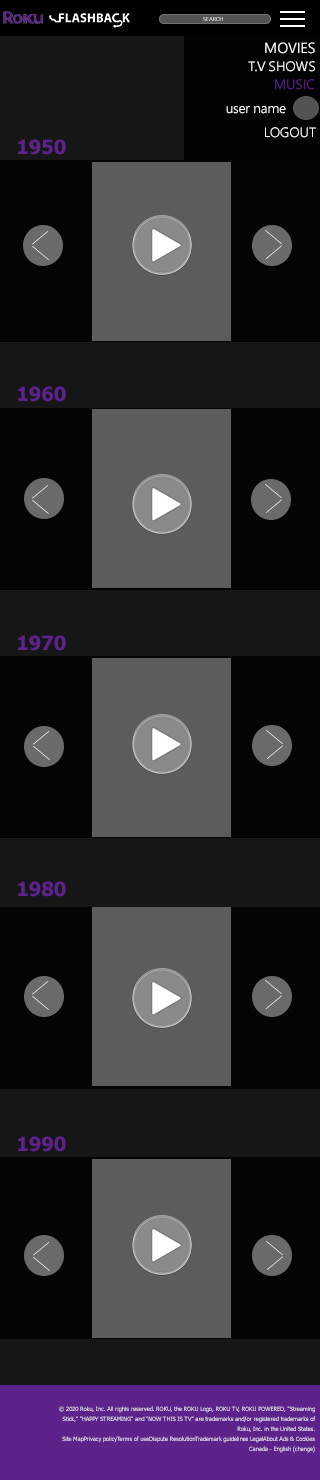 ROKU FLASHBACK
SEARCH
MOVIES
T.V SHOWS
MUSIC
user name
LOGOUT
1950
1960
1970
1980
1990
© 2020 Roku, Inc. All rights reserved. ROKU, the ROKU Logo, ROKU TV, ROKU POWERED, "Streaming
Stick," "HAPPY STREAMING" and "NOW THIS IS TV" are trademarks and/or registered trademarks of
Roku, Inc. in the United States.
Site MapPrivacy policyTerms of useDispute ResolutionTrademark guidelines LegalAbout Ads & Cookies
Canada - English (change)